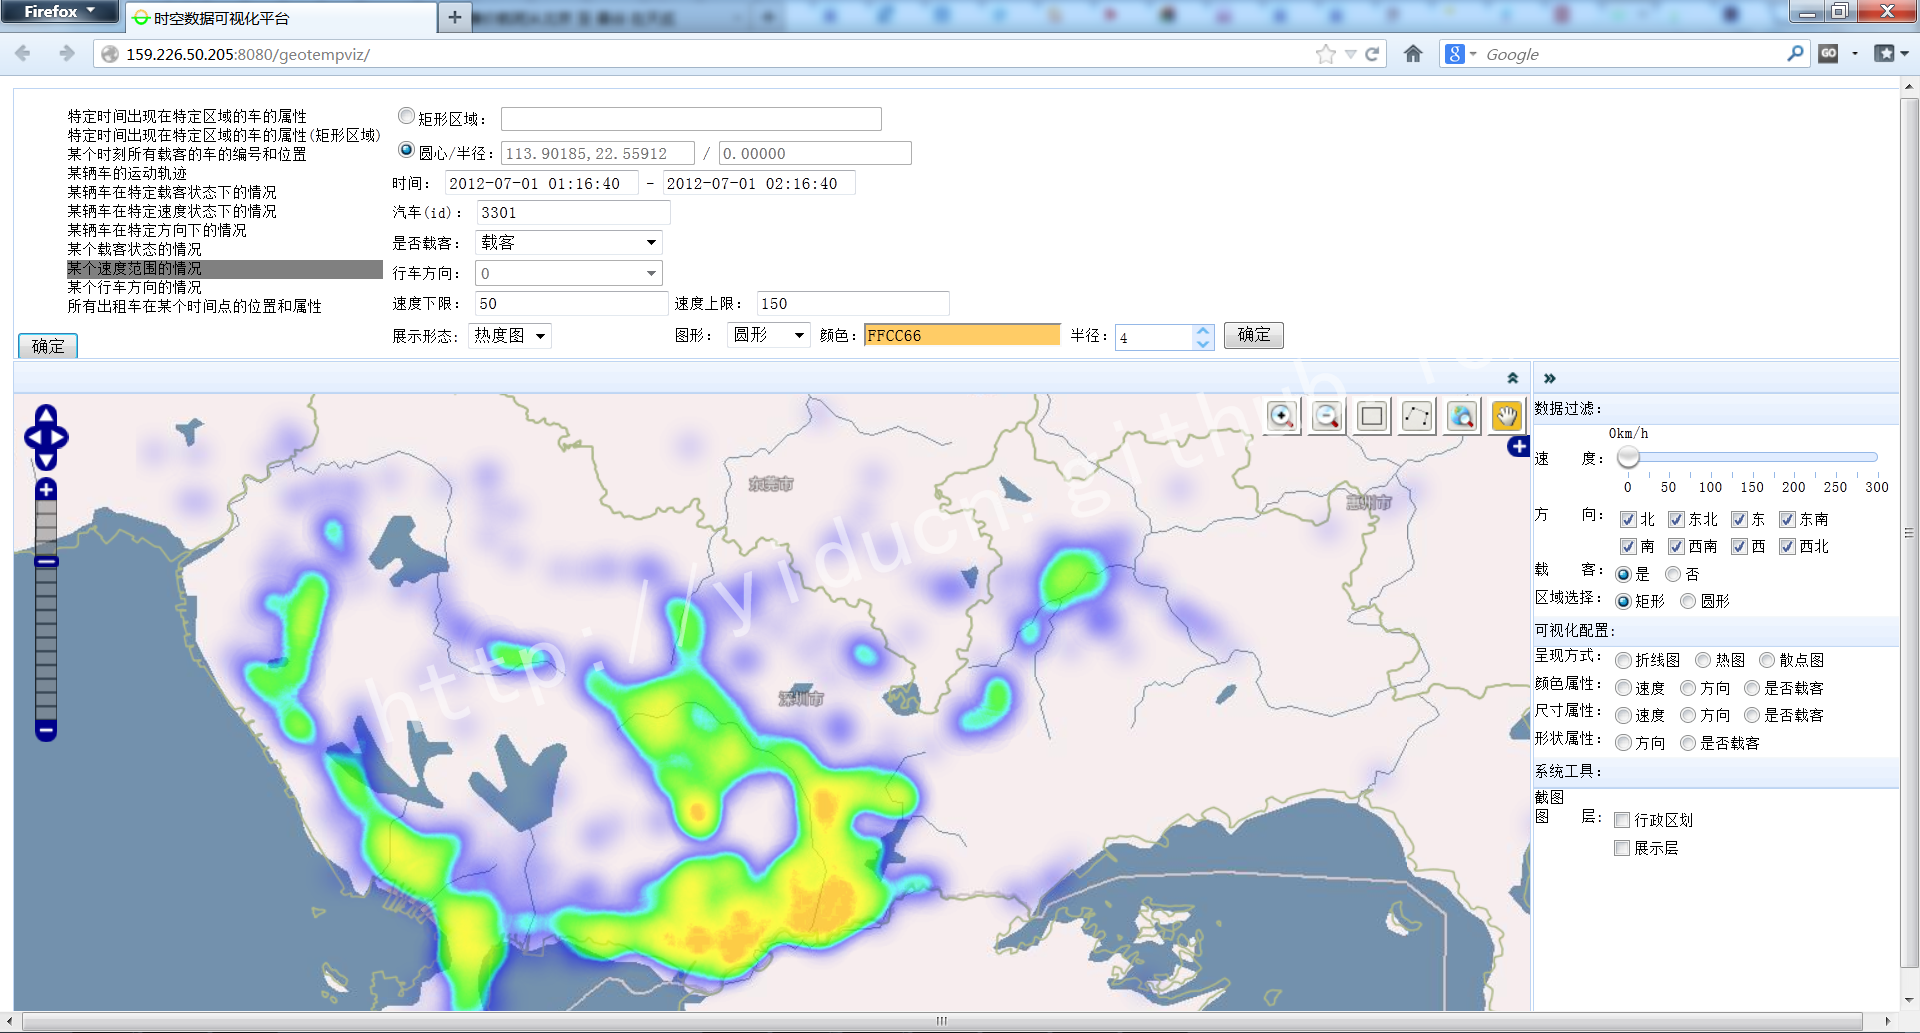 Firefox
时空数据可视化平台
159.226.50.205:8080/geotempviz/
Google
GO
特定时间出现在特定区域的车的属性
特定时间出现在特定区域的车的属性(矩形区域)
某个时刻所有载客的车的编号和位置
某辆车的运动轨迹
某辆车在特定载客状态下的情况
某辆车在特定速度状态下的情况
某辆车在特定方向下的情况
某个载客状态的情况
某个速度范围的情况
某个行车方向的情况
所有出租车在某个时间点的位置和属性
确定
矩形区域:
圆心/半径: 113.90185,22.55912 / 0.00000
时间: 2012-07-01 01:16:40 - 2012-07-01 02:16:40
汽车(id): 3301
是否载客: 载客
行车方向: 0
速度下限: 50 速度上限: 150
展示形态: 热度图 图形: 圆形 颜色: FFCC66 半径: 4 确定
东莞市
惠州市
深圳市
http://yiducn.github.io
数据过滤:
0km/h
速 度:
0 50 100 150 200 250 300
方 向: 北 东北 东 东南
南 西南 西 西北
载 客: 是 否
区域选择: 矩形 圆形
可视化配置:
呈现方式: 折线图 热图 散点图
颜色属性: 速度 方向 是否载客
尺寸属性: 速度 方向 是否载客
形状属性: 方向 是否载客
系统工具:
截图
图 层: 行政区划
展示层